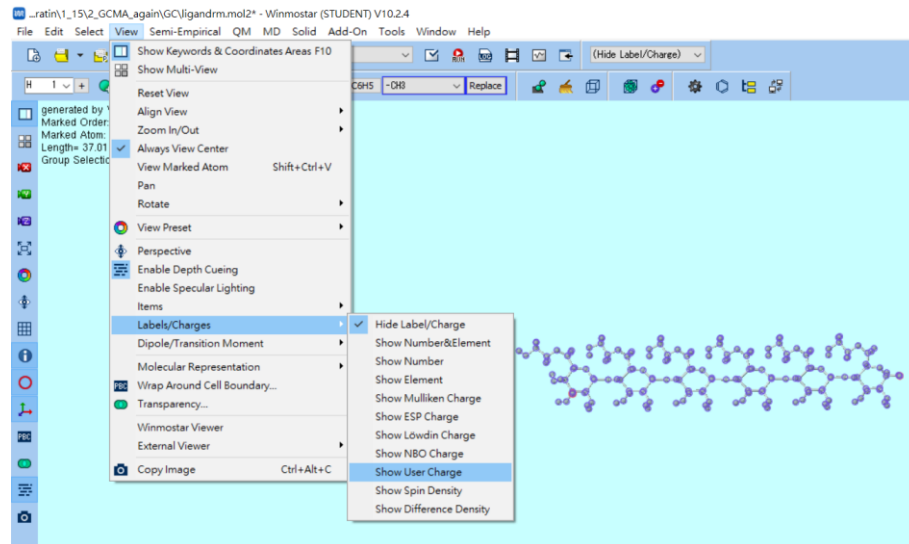 ...ratin\1_15\2_GCMA_again\GC\ligandrm.mol2* - Winmostar (STUDENT) V10.2.4
File Edit Select View Semi-Empirical QM MD Solid Add-On Tools Window Help
(Hide Label/Charge)
H 1 + C6H5 -CH3 Replace
generated by
Marked Order:
Marked Atom:
Length= 37.01
Group Selectio
Show Keywords & Coordinates Areas F10
Show Multi-View
Reset View
Align View
Zoom In/Out
Always View Center
View Marked Atom Shift+Ctrl+V
Pan
Rotate
View Preset
Perspective
Enable Depth Cueing
Enable Specular Lighting
Items
Labels/Charges
Dipole/Transition Moment
Molecular Representation
PBC Wrap Around Cell Boundary...
Transparency...
Winmostar Viewer
External Viewer
Copy Image Ctrl+Alt+C
Hide Label/Charge
Show Number&Element
Show Number
Show Element
Show Mulliken Charge
Show ESP Charge
Show Löwdin Charge
Show NBO Charge
Show User Charge
Show Spin Density
Show Difference Density
PBC